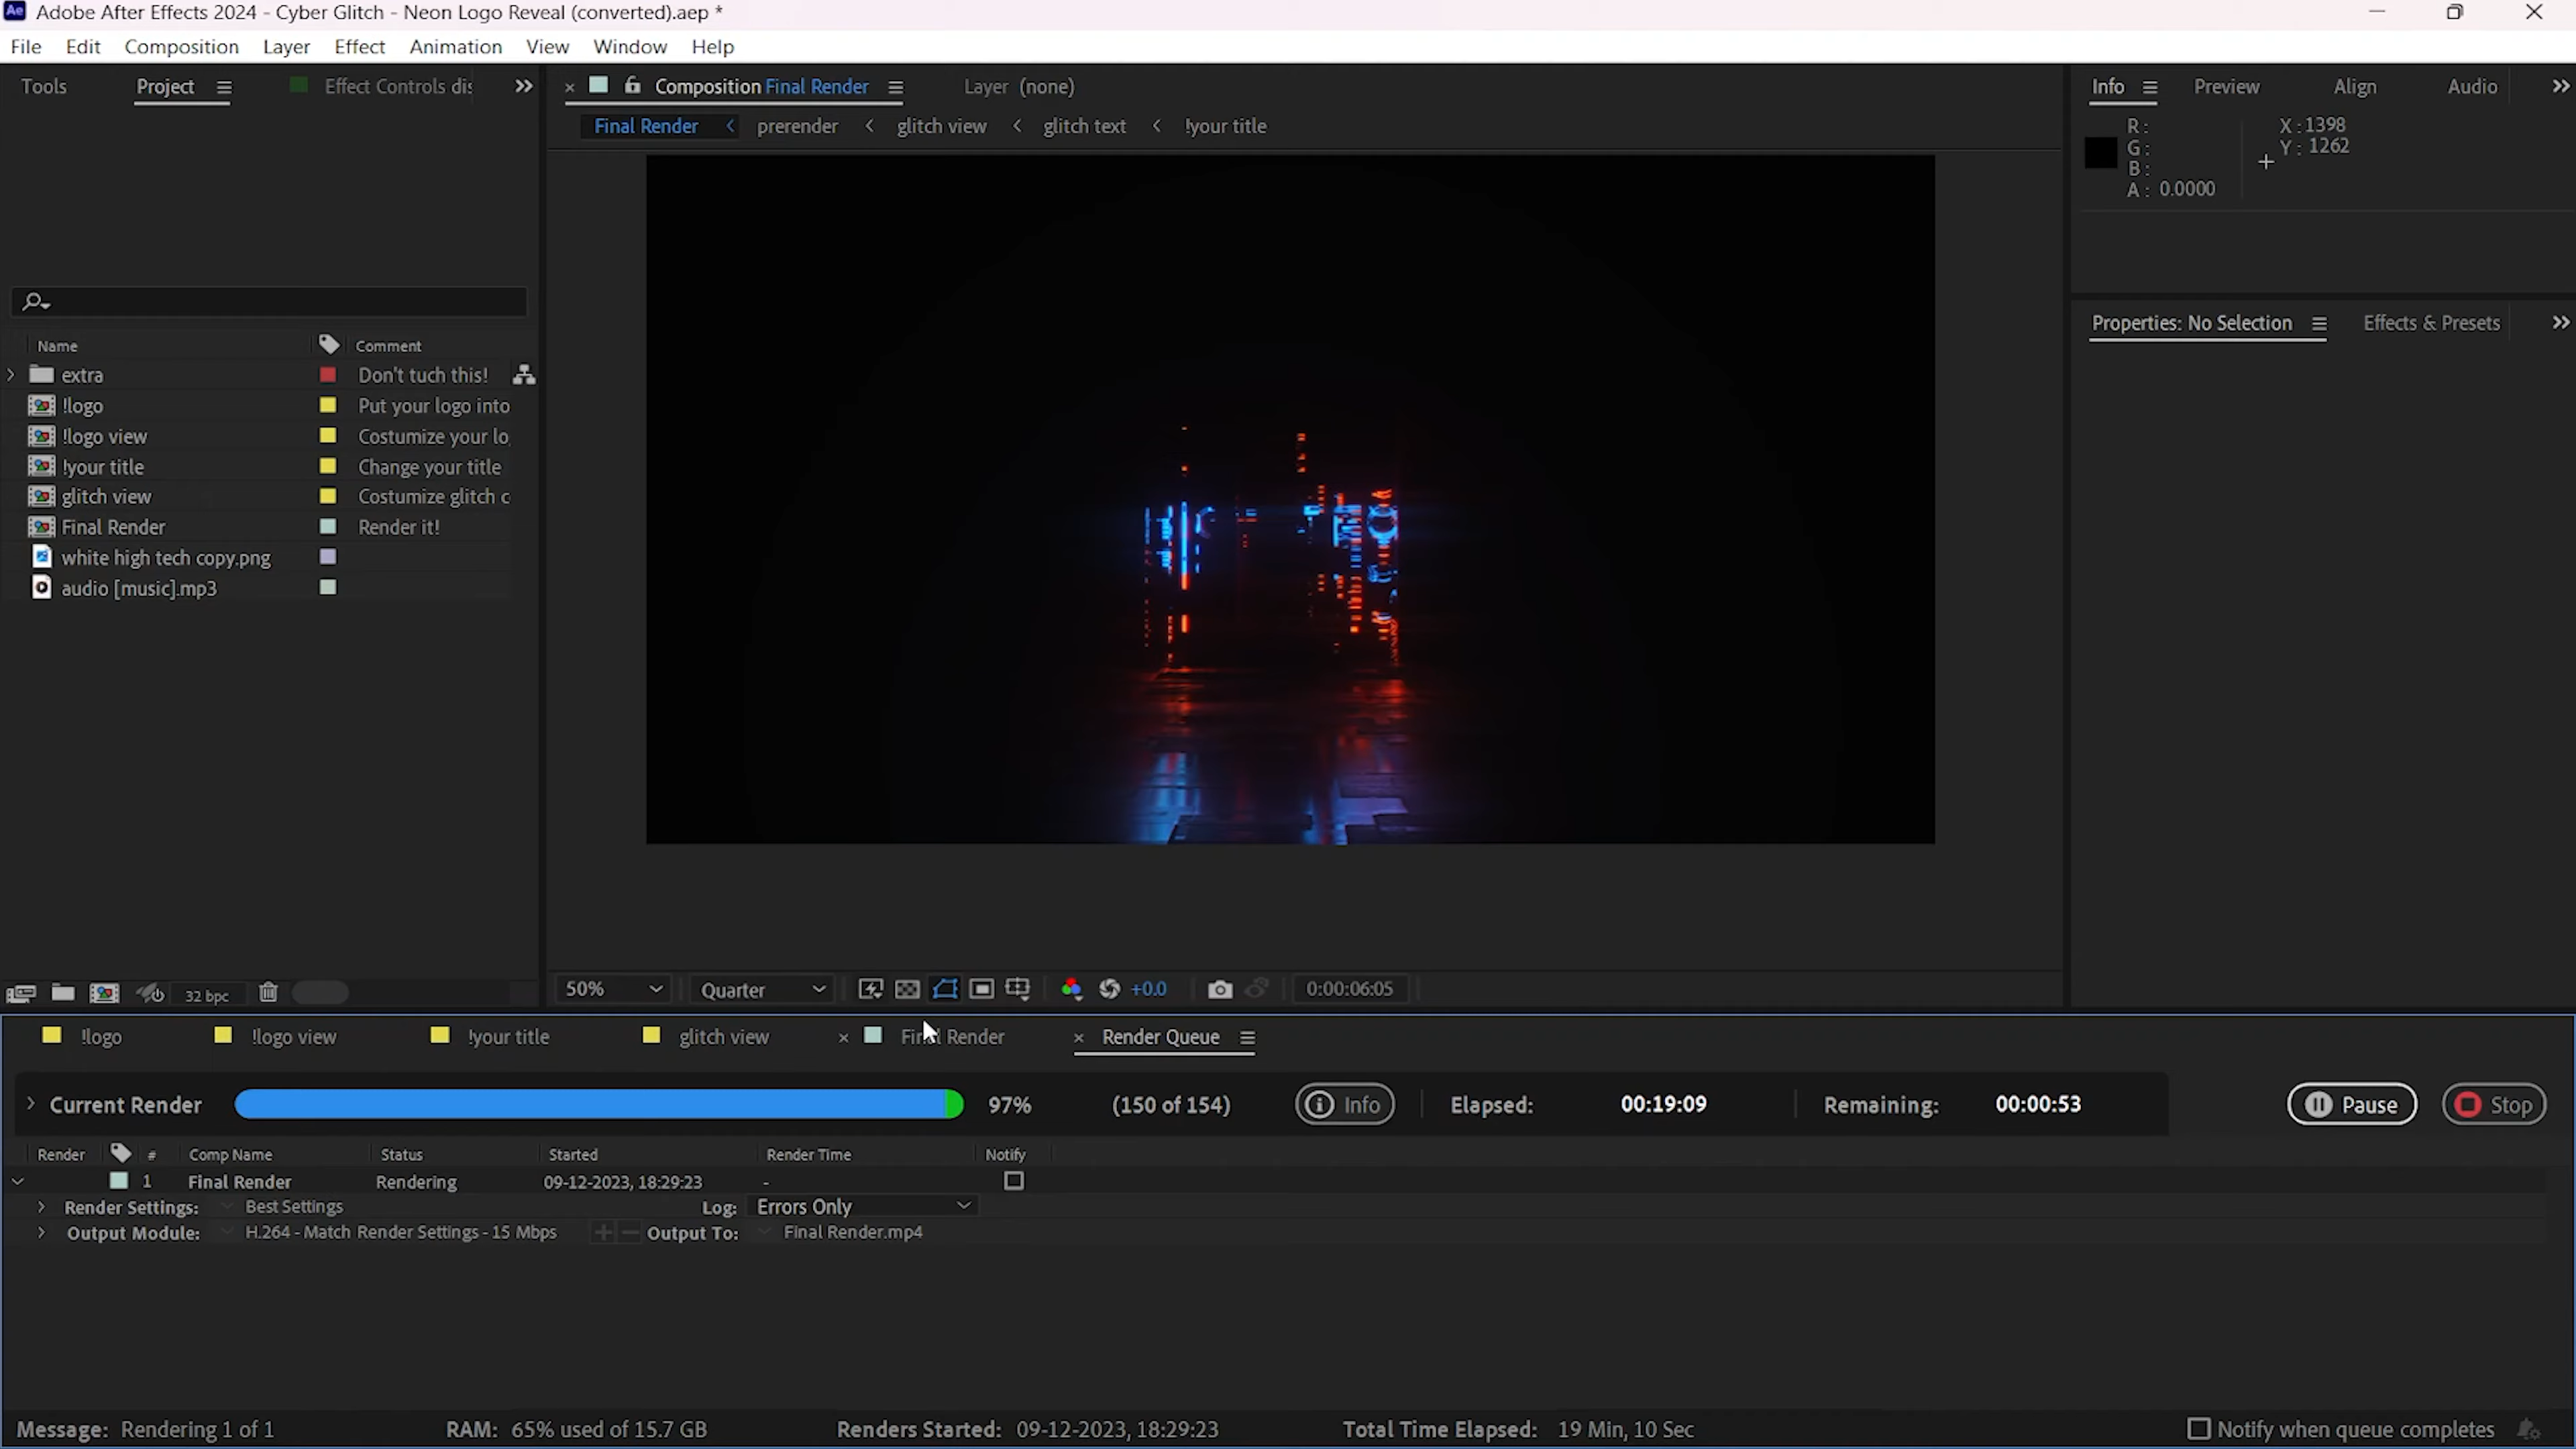 Ae Adobe After Effects 2024 - Cyber Glitch - Neon Logo Reveal (converted).aep *
File Edit Composition Layer Effect Animation View Window Help
Tools Project Effect Controls dis
Composition Final Render Layer (none)
Info Preview Align Audio
Final Render prerender glitch view glitch text !your title
R: X: 1398
G: Y: 1262
B:
A: 0.0000
Properties: No Selection Effects & Presets
Name Comment
extra Don't tuch this!
!logo Put your logo into
!logo view Costumize your lo
!your title Change your title
glitch view Costumize glitch c
Final Render Render it!
white high tech copy.png
audio [music].mp3
32 bpc
50% Quarter +0.0 0:00:06:05
!logo !logo view !your title glitch view Final Render Render Queue
Current Render 97% (150 of 154) Info Elapsed: 00:19:09 Remaining: 00:00:53 Pause Stop
Render # Comp Name Status Started Render Time Notify
1 Final Render Rendering 09-12-2023, 18:29:23 -
Render Settings: Best Settings Log: Errors Only
Output Module: H.264 - Match Render Settings - 15 Mbps Output To: Final Render.mp4
Message: Rendering 1 of 1 RAM: 65% used of 15.7 GB Renders Started: 09-12-2023, 18:29:23 Total Time Elapsed: 19 Min, 10 Sec Notify when queue completes